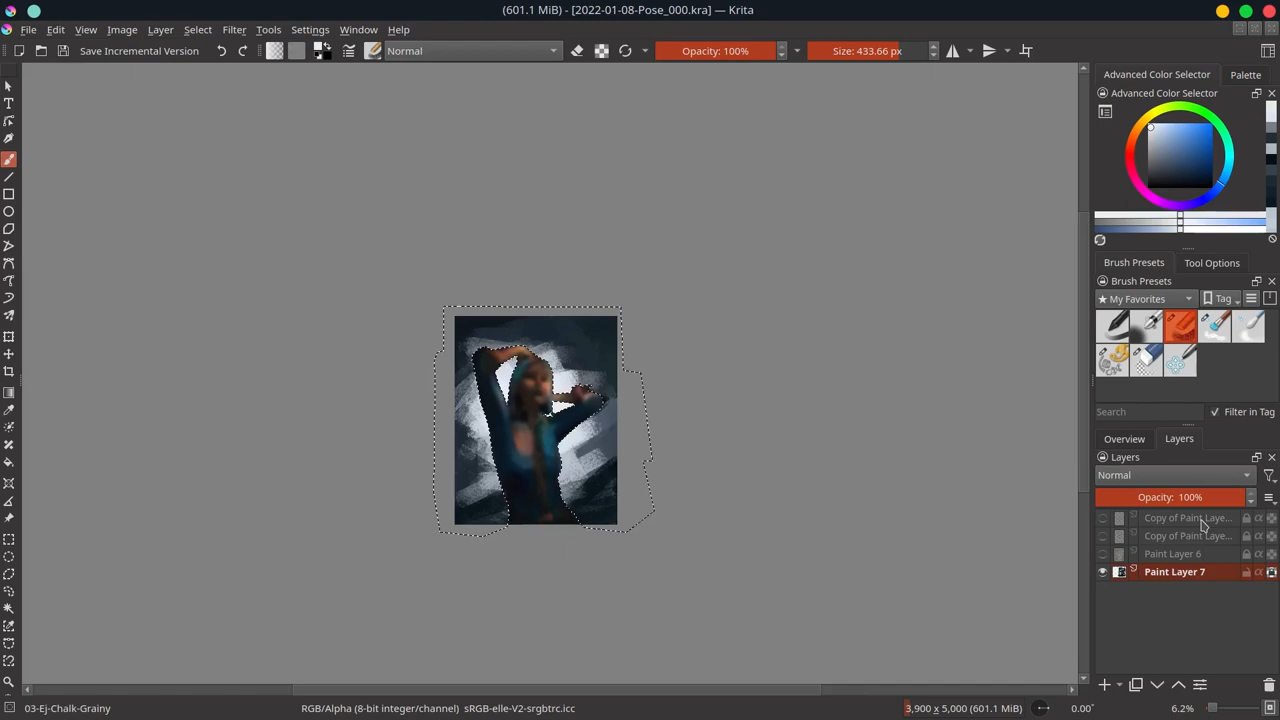 (601.1 MiB) - [2022-01-08-Pose_000.kra] — Krita
File Edit View Image Layer Select Filter Tools Settings Window Help
Save Incremental Version
Normal
Opacity: 100%
Size: 433.66 px
Advanced Color Selector
Palette
Advanced Color Selector
Brush Presets
Tool Options
Brush Presets
My Favorites
Tag
Search
Filter in Tag
Overview
Layers
Layers
Normal
Opacity: 100%
Copy of Paint Laye...
Copy of Paint Laye...
Paint Layer 6
Paint Layer 7
03-Ej-Chalk-Grainy
RGB/Alpha (8-bit integer/channel) sRGB-elle-V2-srgbtrc.icc
3,900 x 5,000 (601.1 MiB)
0.00°
6.2%